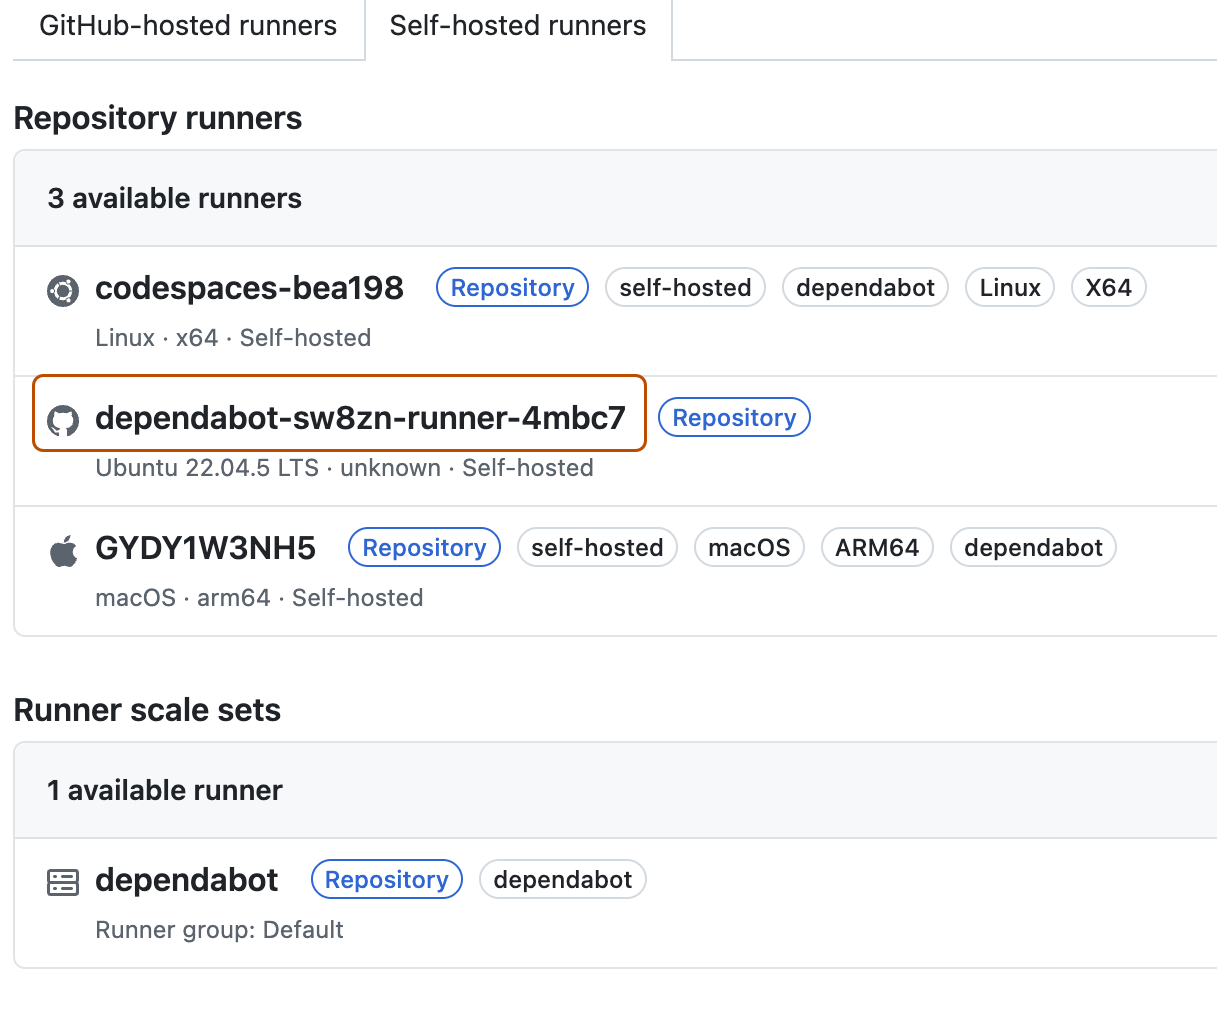 GitHub-hosted runners Self-hosted runners
Repository runners
3 available runners
codespaces-bea198 Repository self-hosted dependabot Linux X64
Linux · x64 · Self-hosted
dependabot-sw8zn-runner-4mbc7 Repository
Ubuntu 22.04.5 LTS · unknown · Self-hosted
GYDY1W3NH5 Repository self-hosted macOS ARM64 dependabot
macOS · arm64 · Self-hosted
Runner scale sets
1 available runner
dependabot Repository dependabot
Runner group: Default